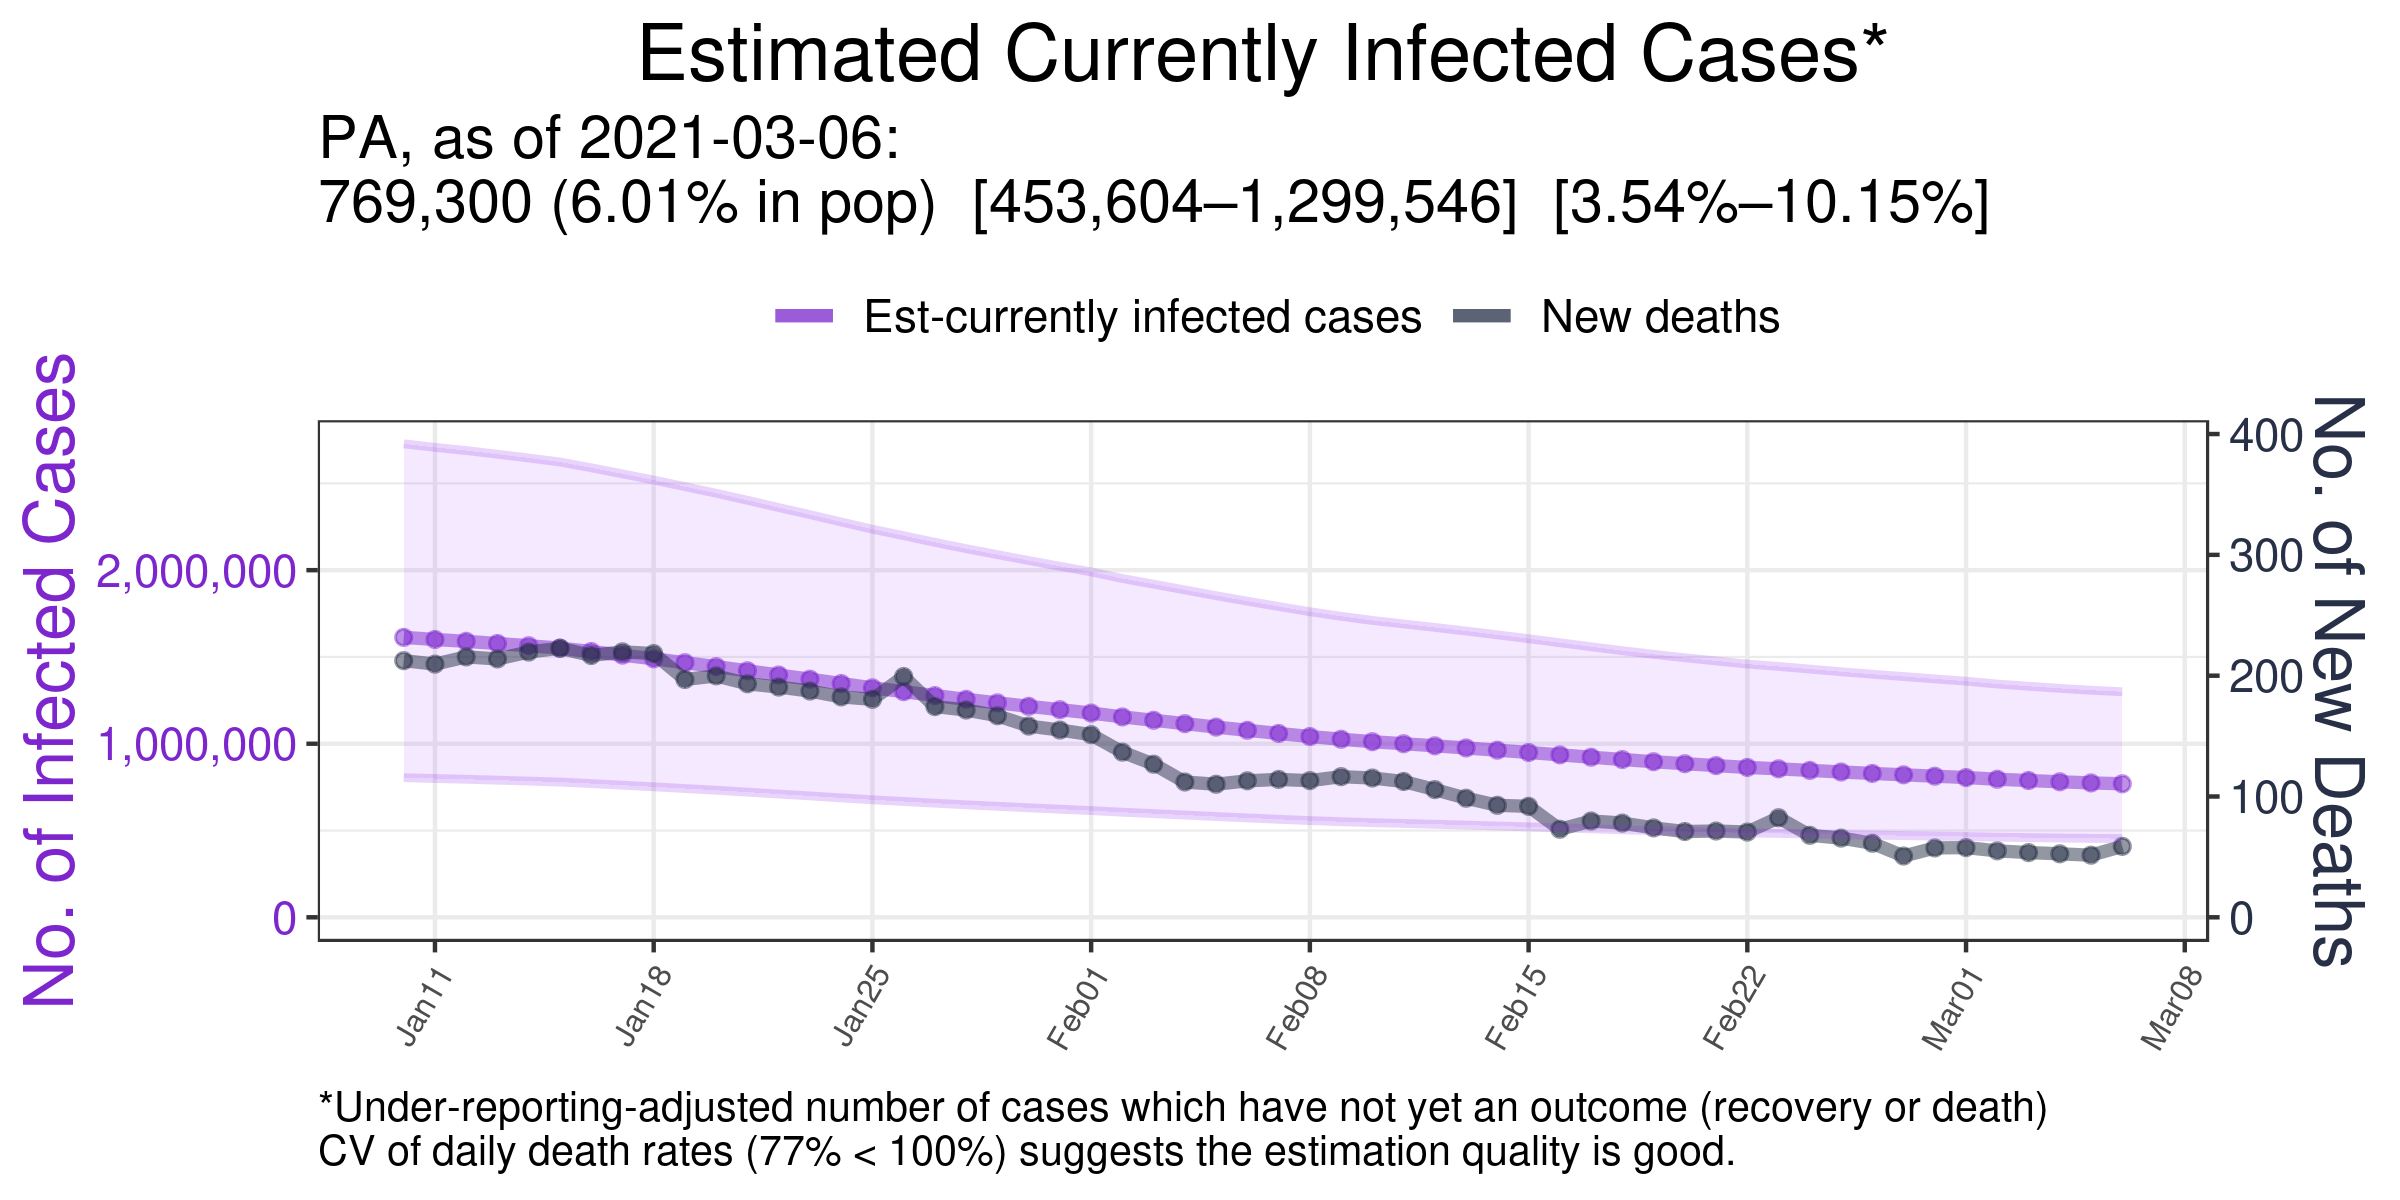 Estimated Currently Infected Cases*
PA, as of 2021-03-06:
769,300 (6.01% in pop)  [453,604–1,299,546]  [3.54%–10.15%]
Est-currently infected cases
New deaths
No. of Infected Cases
2,000,000
1,000,000
0
400
300
200
100
0
No. of New Deaths
Jan11
Jan18
Jan25
Feb01
Feb08
Feb15
Feb22
Mar01
Mar08
*Under-reporting-adjusted number of cases which have not yet an outcome (recovery or death)
CV of daily death rates (77% < 100%) suggests the estimation quality is good.